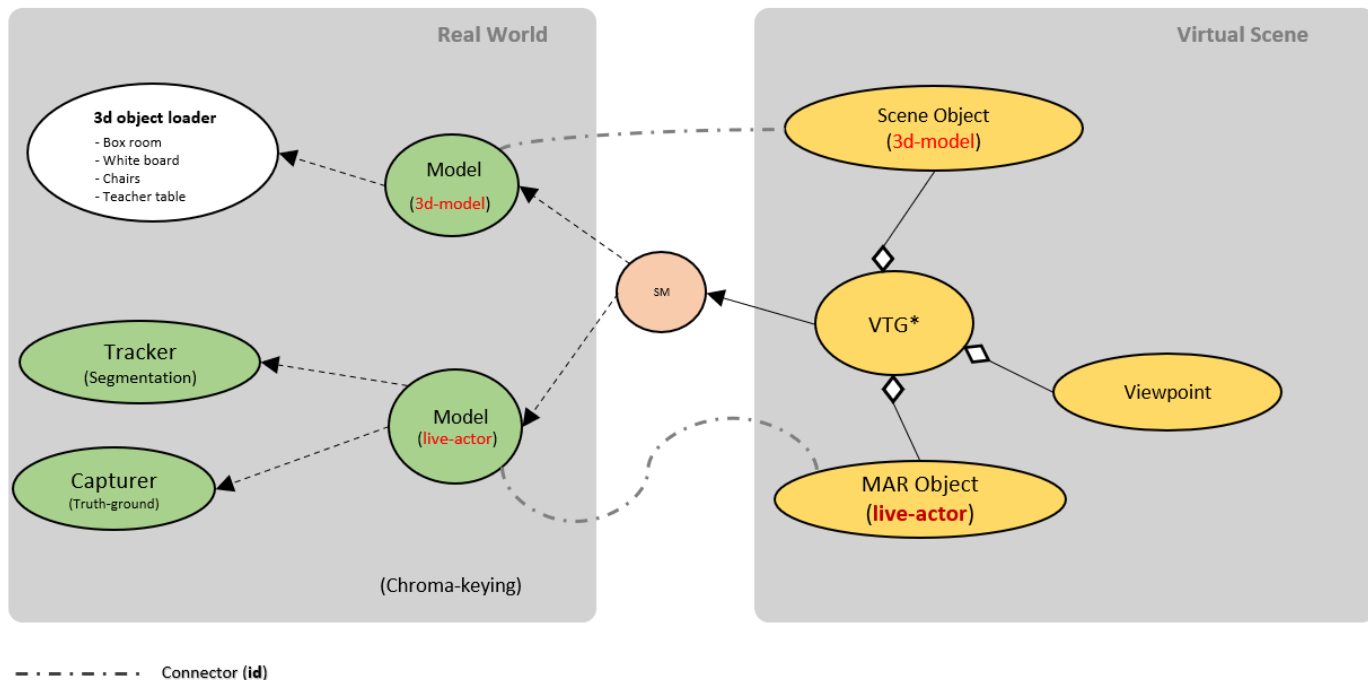 Real World
Virtual Scene
3d object loader
- Box room
- White board
- Chairs
- Teacher table
Model
(3d-model)
Scene Object
(3d-model)
SM
VTG*
Tracker
(Segmentation)
Model
(live-actor)
Viewpoint
Capturer
(Truth-ground)
MAR Object
(live-actor)
(Chroma-keying)
Connector (id)